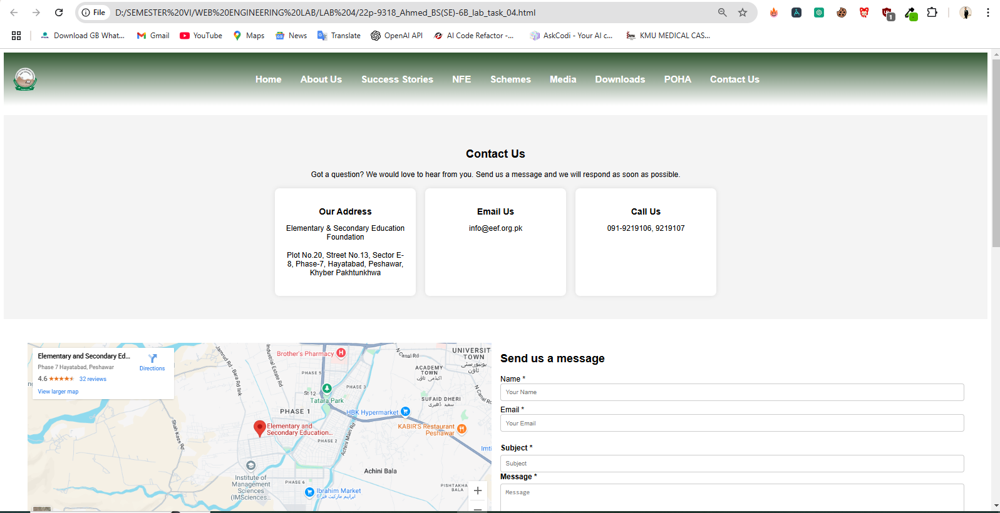 File D:/SEMESTER%20VI/WEB%20ENGINEERING%20LAB/LAB%204/22p-9318_Ahmed_BS(SE)-6B_lab_task_04.html
1
Download GB What... Gmail YouTube Maps News Translate OpenAI API AI Code Refactor -... AskCodi - Your AI c... KMU MEDICAL CAS...
Home About Us Success Stories NFE Schemes Media Downloads POHA Contact Us
Contact Us
Got a question? We would love to hear from you. Send us a message and we will respond as soon as possible.
Our Address
Elementary & Secondary Education
Foundation
Plot No.20, Street No.13, Sector E-
8, Phase-7, Hayatabad, Peshawar,
Khyber Pakhtunkhwa
Email Us
info@eef.org.pk
Call Us
091-9219106, 9219107
Elementary and Secondary Ed...
Phase 7 Hayatabad, Peshawar
4.6 32 reviews
View larger map
Directions
Jamrud Rd - Bara Rd link
Industrial Estate Rd
Brother's Pharmacy
PHASE 5
N Canal Rd
UNIVERSIT
TOWN
یونیورسٹی
ٹاؤن
ACADEMY
TOWN
اکیڈمی ٹاؤن
St 12
PHASE 3
Tatara Park
N Canal Rd
SUFAID DHERI
سفید ڈھیری
PHASE 1
HBK Hypermarket
Shah Kass Rd
Elementary and
Secondary Education...
KABIR'S Restaurant
Peshawar
PHASE 2
Achini Main Rd
Imti
Achini Bala
Institute of
Management
Sciences
(IMSciences...
PHASE 6
PISHTAKHA
BALA
Ibrahim Market
ابراہیم مارکیٹ فیز6
Send us a message
Name *
Your Name
Email *
Your Email
Subject *
Subject
Message *
Message